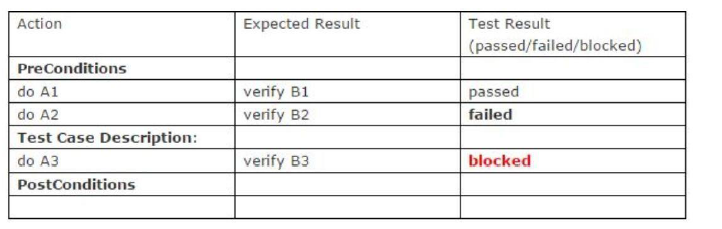 Action Expected Result Test Result
(passed/failed/blocked)
PreConditions
do A1 verify B1 passed
do A2 verify B2 failed
Test Case Description:
do A3 verify B3 blocked
PostConditions